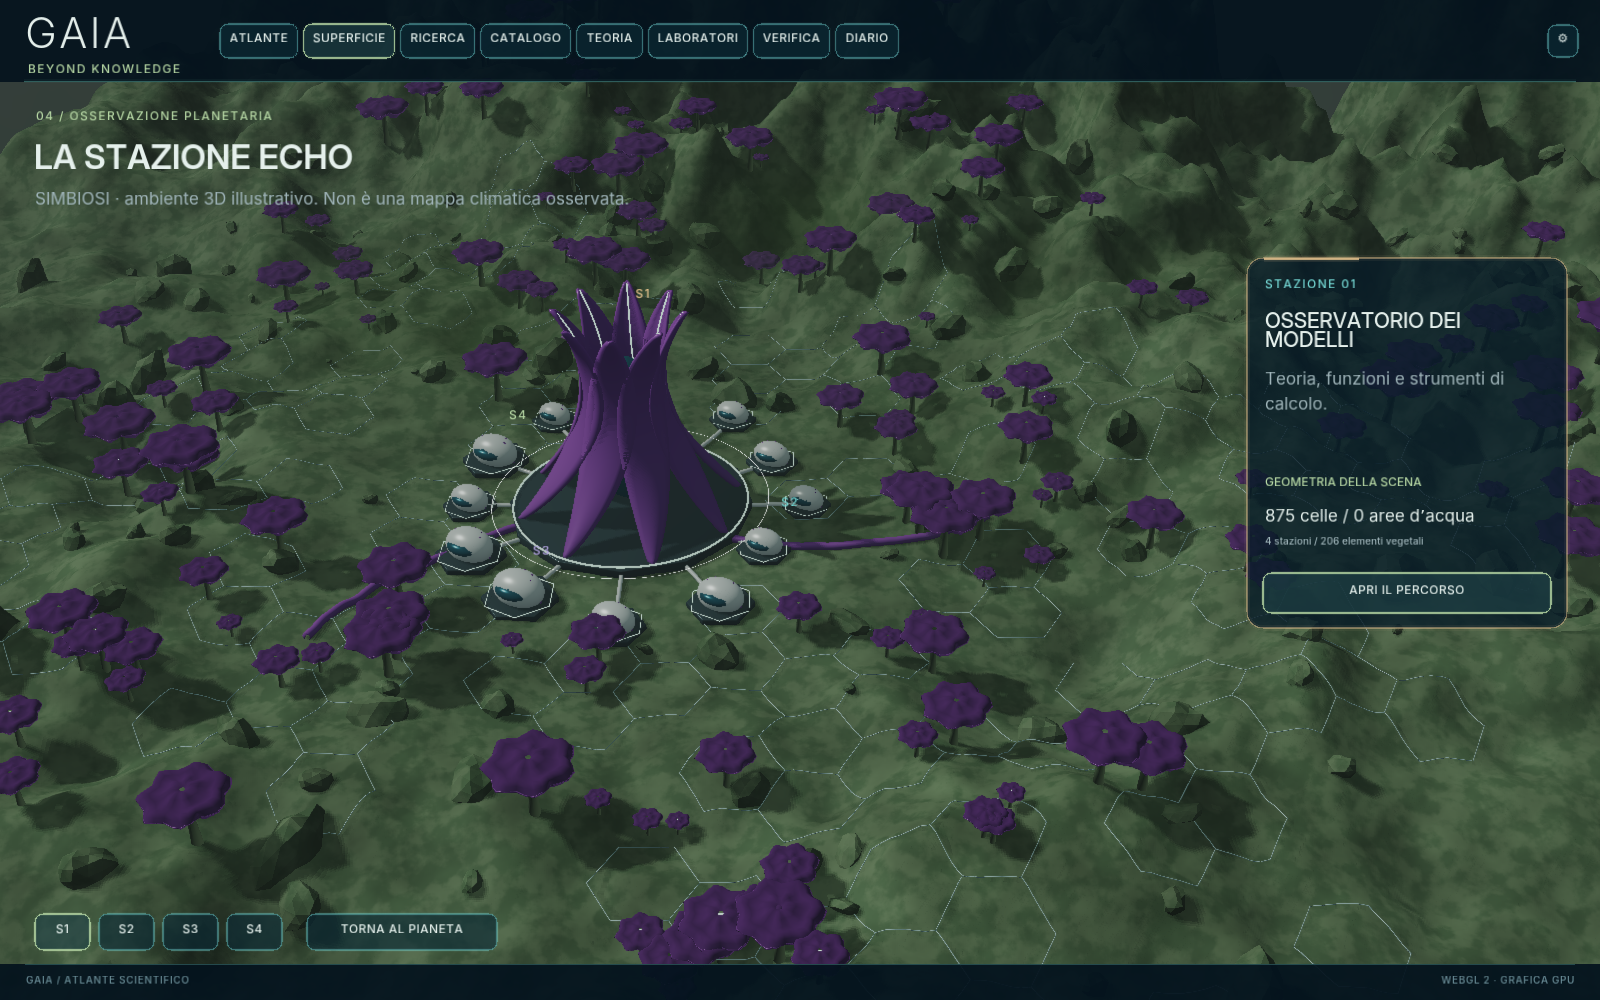 GAIA
BEYOND KNOWLEDGE
ATLANTE
SUPERFICIE
RICERCA
CATALOGO
TEORIA
LABORATORI
VERIFICA
DIARIO
04 / OSSERVAZIONE PLANETARIA
LA STAZIONE ECHO
SIMBIOSI · ambiente 3D illustrativo. Non è una mappa climatica osservata.
S1
S4
S2
S3
STAZIONE 01
OSSERVATORIO DEI
MODELLI
Teoria, funzioni e strumenti di
calcolo.
GEOMETRIA DELLA SCENA
875 celle / 0 aree d’acqua
4 stazioni / 206 elementi vegetali
APRI IL PERCORSO
S1
S2
S3
S4
TORNA AL PIANETA
GAIA / ATLANTE SCIENTIFICO
WEBGL 2 · GRAFICA GPU